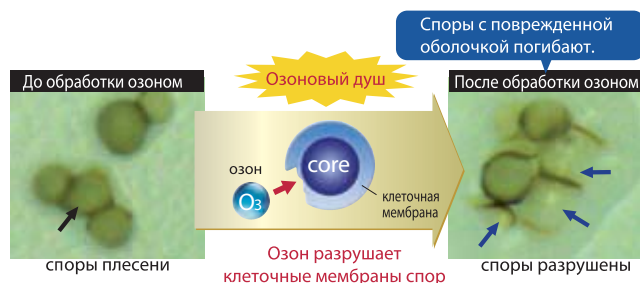 Споры с поврежденной
оболочкой погибают.
До обработки озоном
Озоновый душ
После обработки озоном
озон
O₃
core
клеточная
мембрана
споры плесени
Озон разрушает
клеточные мембраны спор
споры разрушены